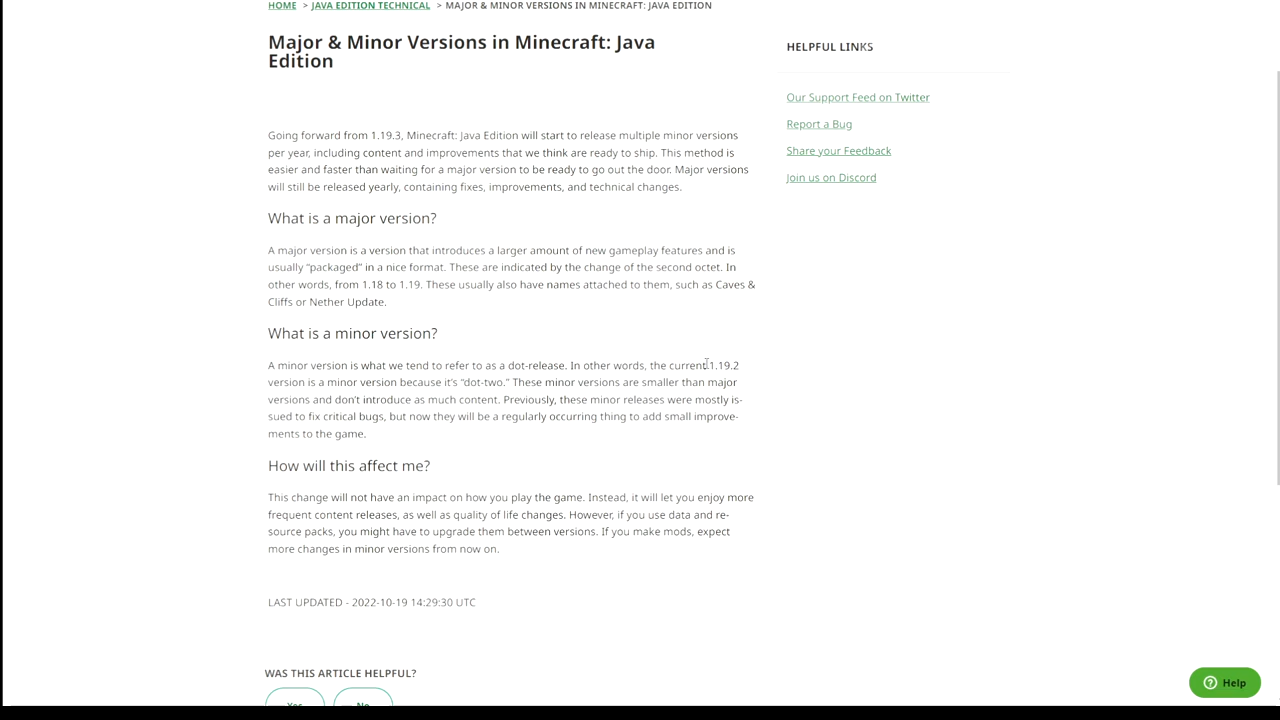 HOME > JAVA EDITION TECHNICAL > MAJOR & MINOR VERSIONS IN MINECRAFT: JAVA EDITION
Major & Minor Versions in Minecraft: Java
Edition
Going forward from 1.19.3, Minecraft: Java Edition will start to release multiple minor versions
per year, including content and improvements that we think are ready to ship. This method is
easier and faster than waiting for a major version to be ready to go out the door. Major versions
will still be released yearly, containing fixes, improvements, and technical changes.
What is a major version?
A major version is a version that introduces a larger amount of new gameplay features and is
usually “packaged” in a nice format. These are indicated by the change of the second octet. In
other words, from 1.18 to 1.19. These usually also have names attached to them, such as Caves &
Cliffs or Nether Update.
What is a minor version?
A minor version is what we tend to refer to as a dot-release. In other words, the current 1.19.2
version is a minor version because it’s “dot-two.” These minor versions are smaller than major
versions and don’t introduce as much content. Previously, these minor releases were mostly is-
sued to fix critical bugs, but now they will be a regularly occurring thing to add small improve-
ments to the game.
How will this affect me?
This change will not have an impact on how you play the game. Instead, it will let you enjoy more
frequent content releases, as well as quality of life changes. However, if you use data and re-
source packs, you might have to upgrade them between versions. If you make mods, expect
more changes in minor versions from now on.
LAST UPDATED - 2022-10-19 14:29:30 UTC
WAS THIS ARTICLE HELPFUL?
Yes No
HELPFUL LINKS
Our Support Feed on Twitter
Report a Bug
Share your Feedback
Join us on Discord
Help